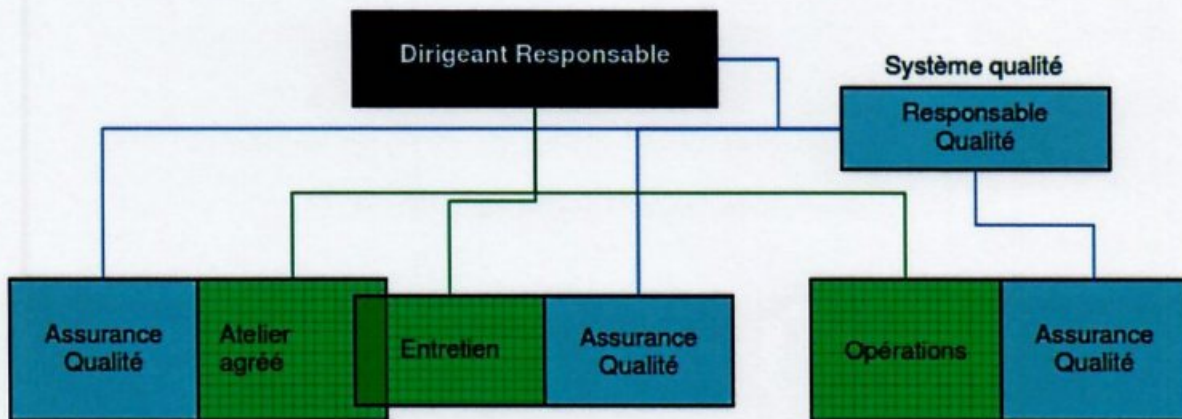 Dirigeant Responsable
Système qualité
Responsable
Qualité
Assurance
Qualité
Atelier
agréé
Entretien
Assurance
Qualité
Opérations
Assurance
Qualité